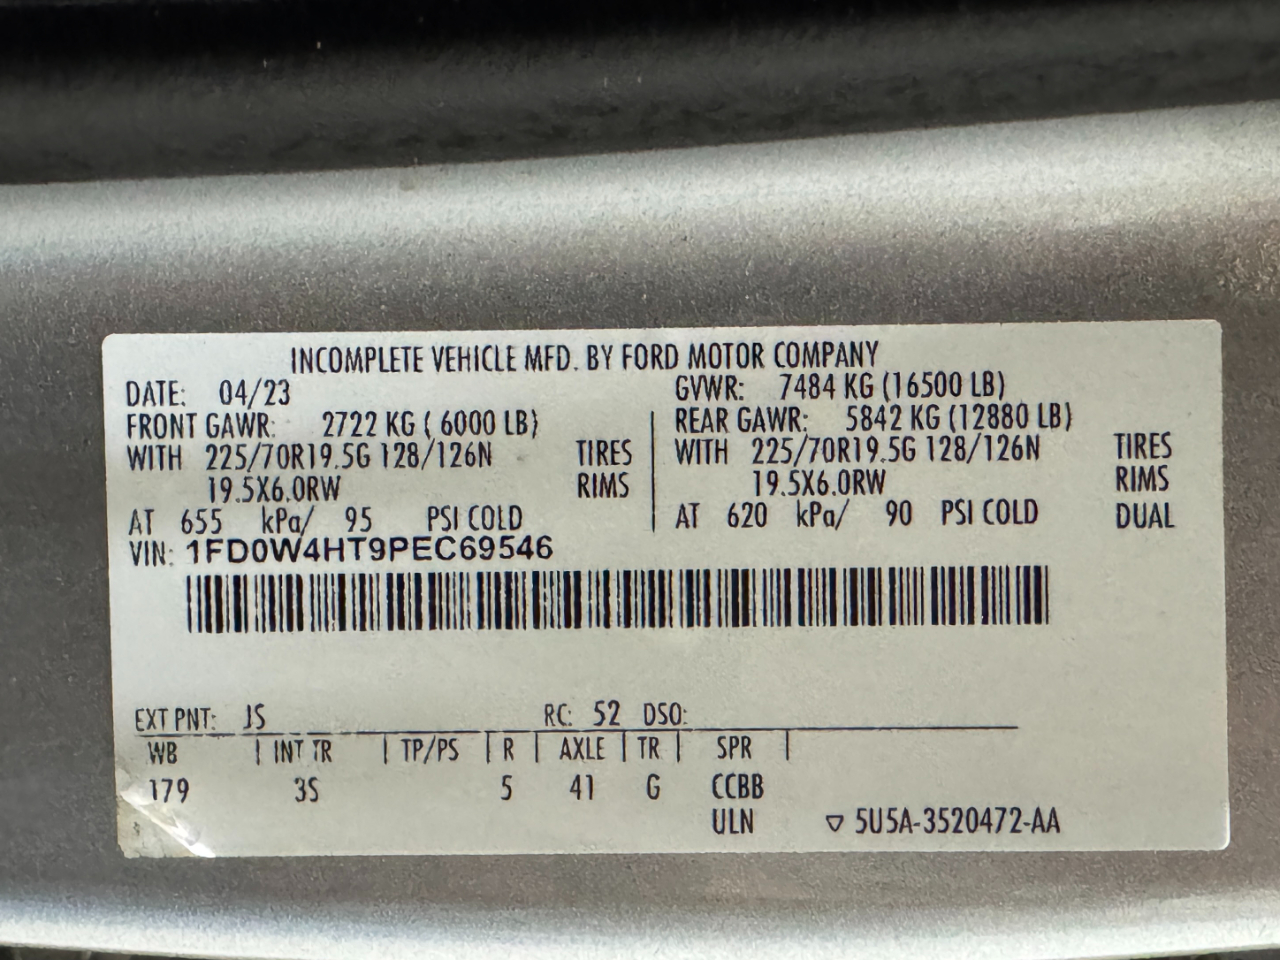 INCOMPLETE VEHICLE MFD. BY FORD MOTOR COMPANY
DATE: 04/23 GVWR: 7484 KG (16500 LB)
FRONT GAWR: 2722 KG ( 6000 LB) REAR GAWR: 5842 KG (12880 LB)
WITH 225/70R19.5G 128/126N TIRES WITH 225/70R19.5G 128/126N TIRES
19.5X6.0RW RIMS 19.5X6.0RW RIMS
AT 655 kPa/ 95 PSI COLD AT 620 kPa/ 90 PSI COLD DUAL
VIN: 1FD0W4HT9PEC69546
EXT PNT: JS RC: 52 DSO:
WB | INT TR | TP/PS | R | AXLE | TR | SPR |
179 3S 5 41 G CCBB
ULN ▽ 5U5A-3520472-AA